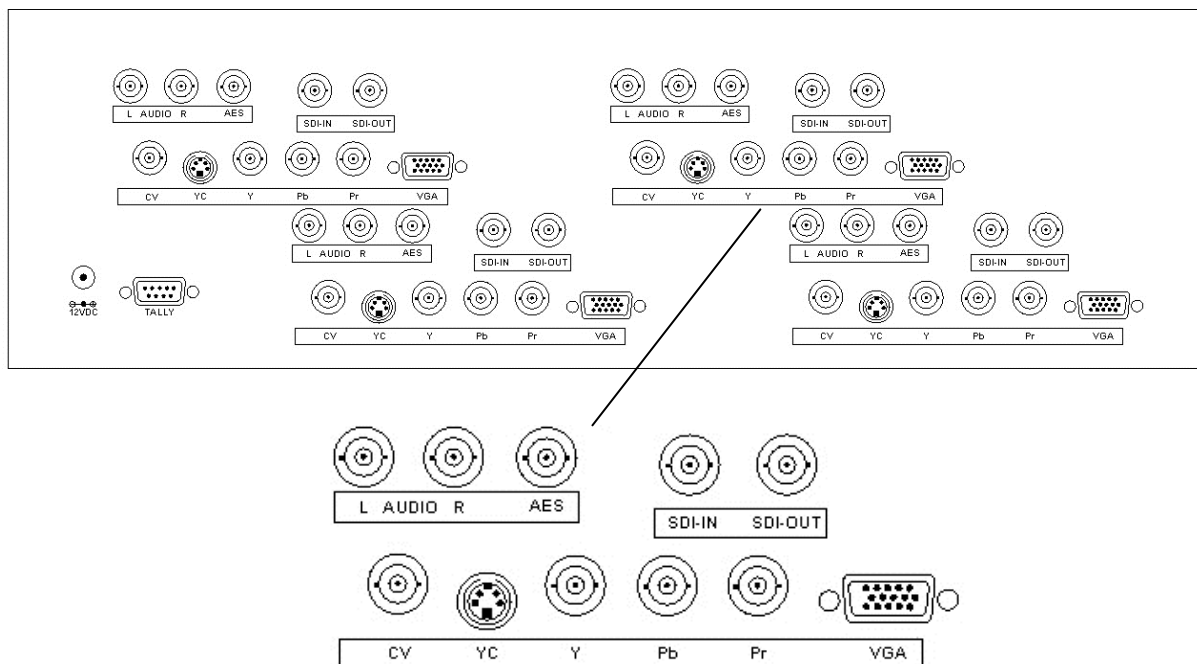 L AUDIO R AES
SDI-IN SDI-OUT
L AUDIO R AES
SDI-IN SDI-OUT
CV YC Y Pb Pr VGA
CV YC Y Pb Pr VGA
L AUDIO R AES
SDI-IN SDI-OUT
L AUDIO R AES
SDI-IN SDI-OUT
12VDC
TALLY
CV YC Y Pb Pr VGA
CV YC Y Pb Pr VGA
L AUDIO R AES
SDI-IN SDI-OUT
CV YC Y Pb Pr VGA